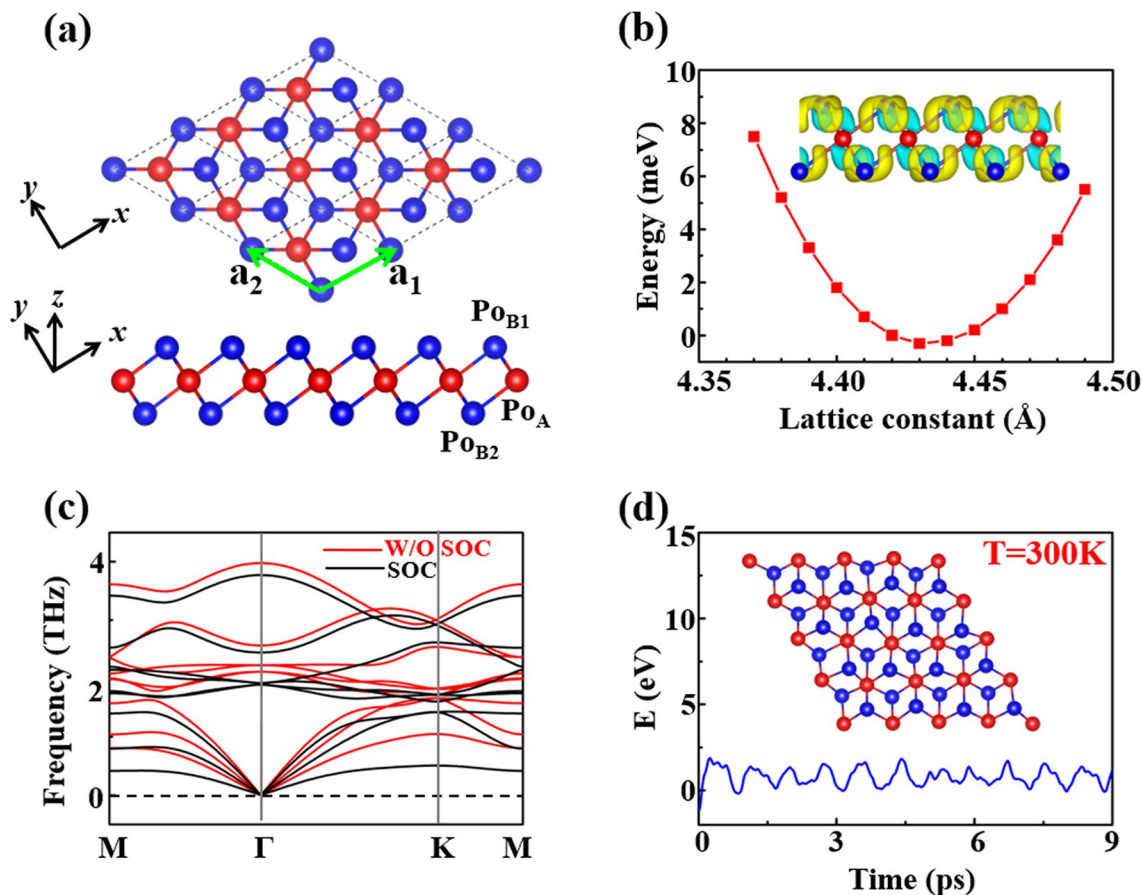 (a)
y
x
a2
a1
z
y
x
PoB1
PoA
PoB2
(b)
Energy (meV)
10
8
6
4
2
0
4.35
4.40
4.45
4.50
Lattice constant (Å)
(c)
Frequency (THz)
4
2
0
W/O SOC
SOC
M
Γ
K
M
(d)
E (eV)
15
10
5
0
T=300K
0
3
6
9
Time (ps)